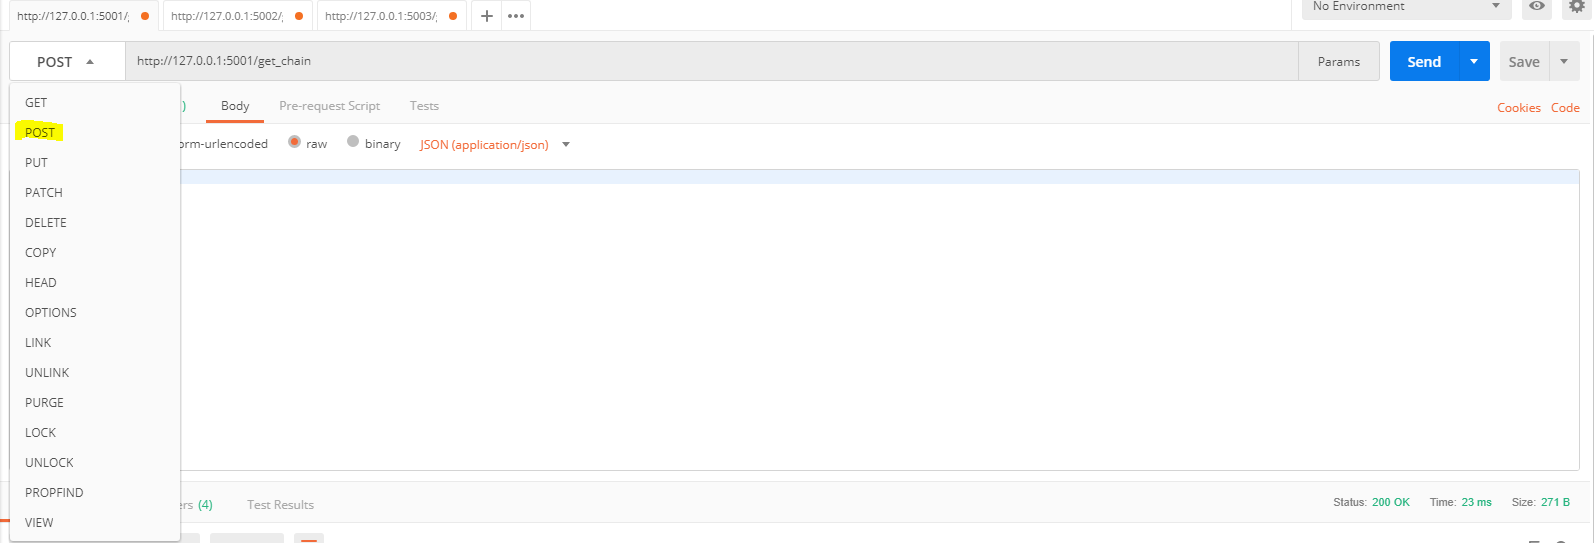 http://127.0.0.1:5001/ http://127.0.0.1:5002/ http://127.0.0.1:5003/ No Environment
POST http://127.0.0.1:5001/get_chain Params Send Save
) Body Pre-request Script Tests Cookies Code
orm-urlencoded raw binary JSON (application/json)
GET
POST
PUT
PATCH
DELETE
COPY
HEAD
OPTIONS
LINK
UNLINK
PURGE
LOCK
UNLOCK
PROPFIND
VIEW
ers (4) Test Results Status: 200 OK Time: 23 ms Size: 271 B